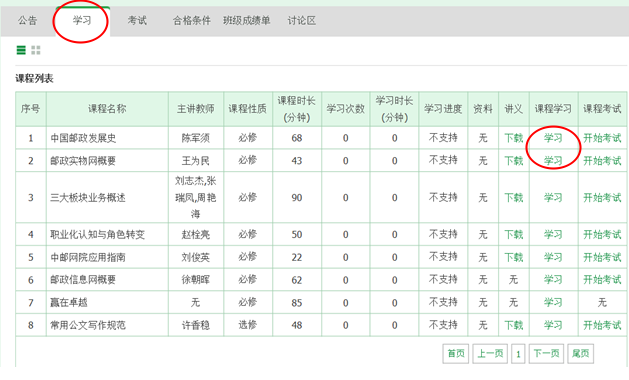 公告 学习 考试 合格条件 班级成绩单 讨论区
课程列表
序号 课程名称 主讲教师 课程性质 课程时长(分钟) 学习次数 学习时长(分钟) 学习进度 资料 讲义 课程学习 课程考试
1 中国邮政发展史 陈军须 必修 68 0 0 不支持 无 下载 学习 开始考试
2 邮政实物网概要 王为民 必修 43 0 0 不支持 无 下载 学习 开始考试
3 三大板块业务概述 刘志杰,张瑞凤,周艳海 必修 90 0 0 不支持 无 下载 学习 开始考试
4 职业化认知与角色转变 赵栓亮 必修 50 0 0 不支持 无 下载 学习 开始考试
5 中邮网院应用指南 刘俊英 必修 22 0 0 不支持 无 下载 学习 开始考试
6 邮政信息网概要 徐朝晖 必修 62 0 0 不支持 无 无 学习 开始考试
7 赢在卓越 无 必修 85 0 0 不支持 无 无 学习 无
8 常用公文写作规范 许香稳 选修 48 0 0 不支持 无 下载 学习 开始考试
首页 上一页 1 下一页 尾页